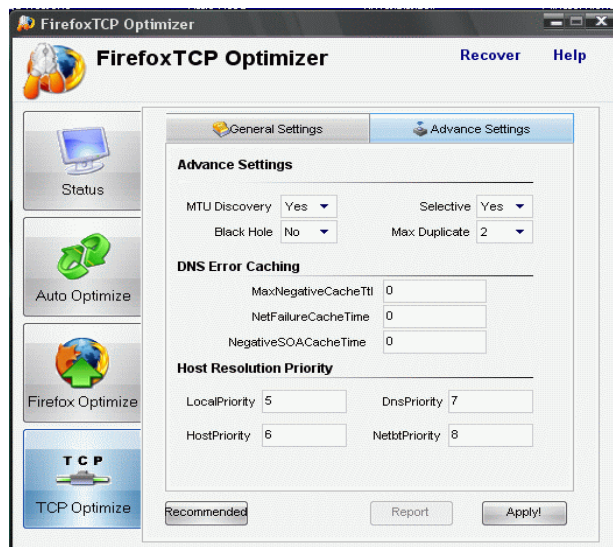 FirefoxTCP Optimizer
FirefoxTCP Optimizer
Recover
Help
Status
Auto Optimize
Firefox Optimize
TCP
TCP Optimize
General Settings
Advance Settings
Advance Settings
MTU Discovery Yes
Selective Yes
Black Hole No
Max Duplicate 2
DNS Error Caching
MaxNegativeCacheTtl 0
NetFailureCacheTime 0
NegativeSOACacheTime 0
Host Resolution Priority
LocalPriority 5
DnsPriority 7
HostPriority 6
NetbtPriority 8
Recommended
Report
Apply!